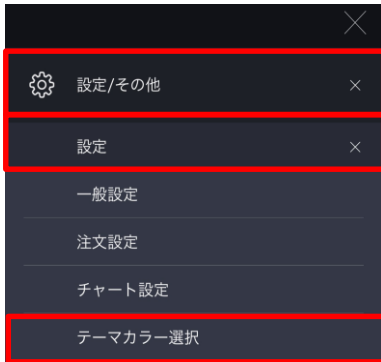 設定/その他
設定
一般設定
注文設定
チャート設定
テーマカラー選択